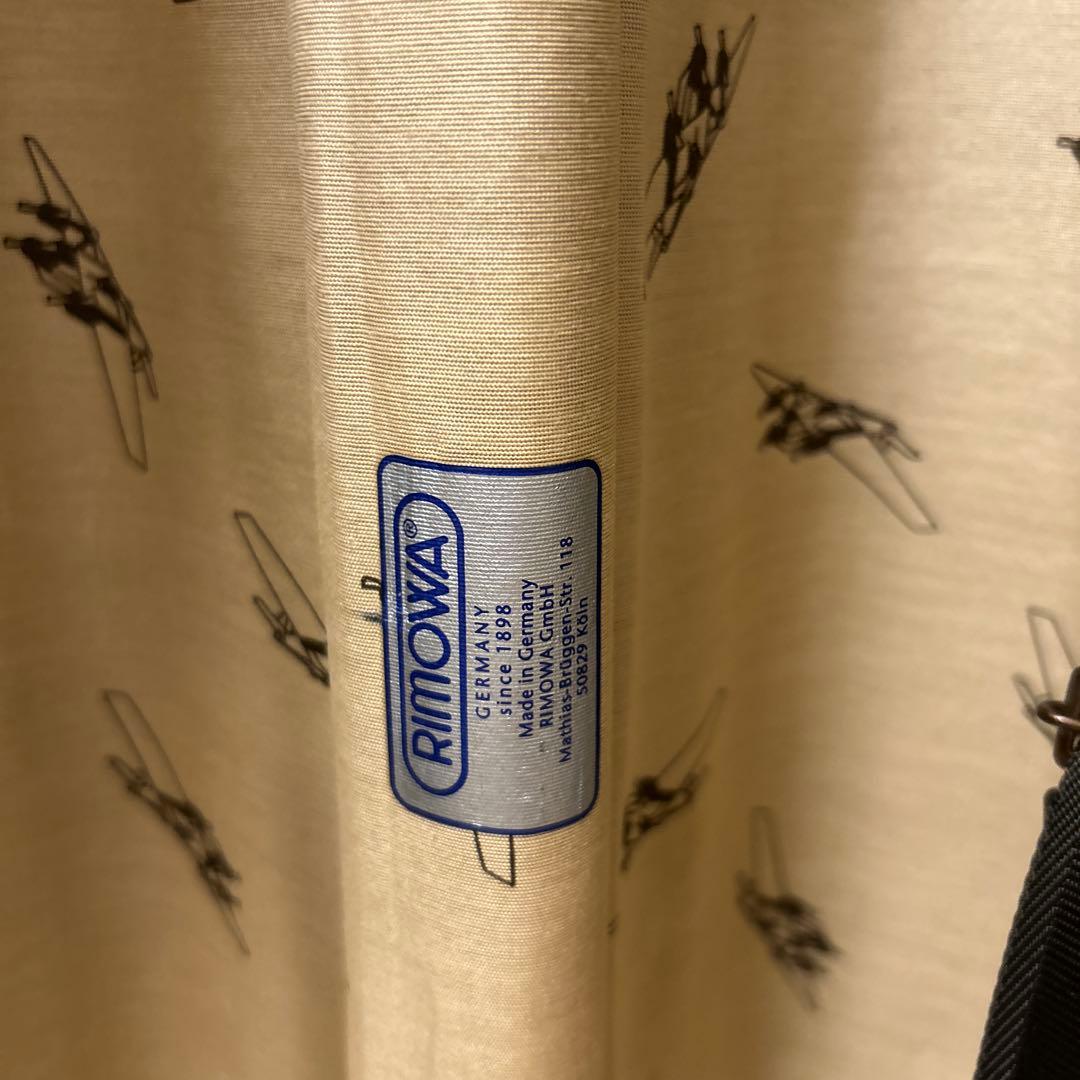 RIMOWA®
GERMANY
since 1898
Made in Germany
RIMOWA GmbH
Mathias-Brüggen-Str. 118
50829 Köln